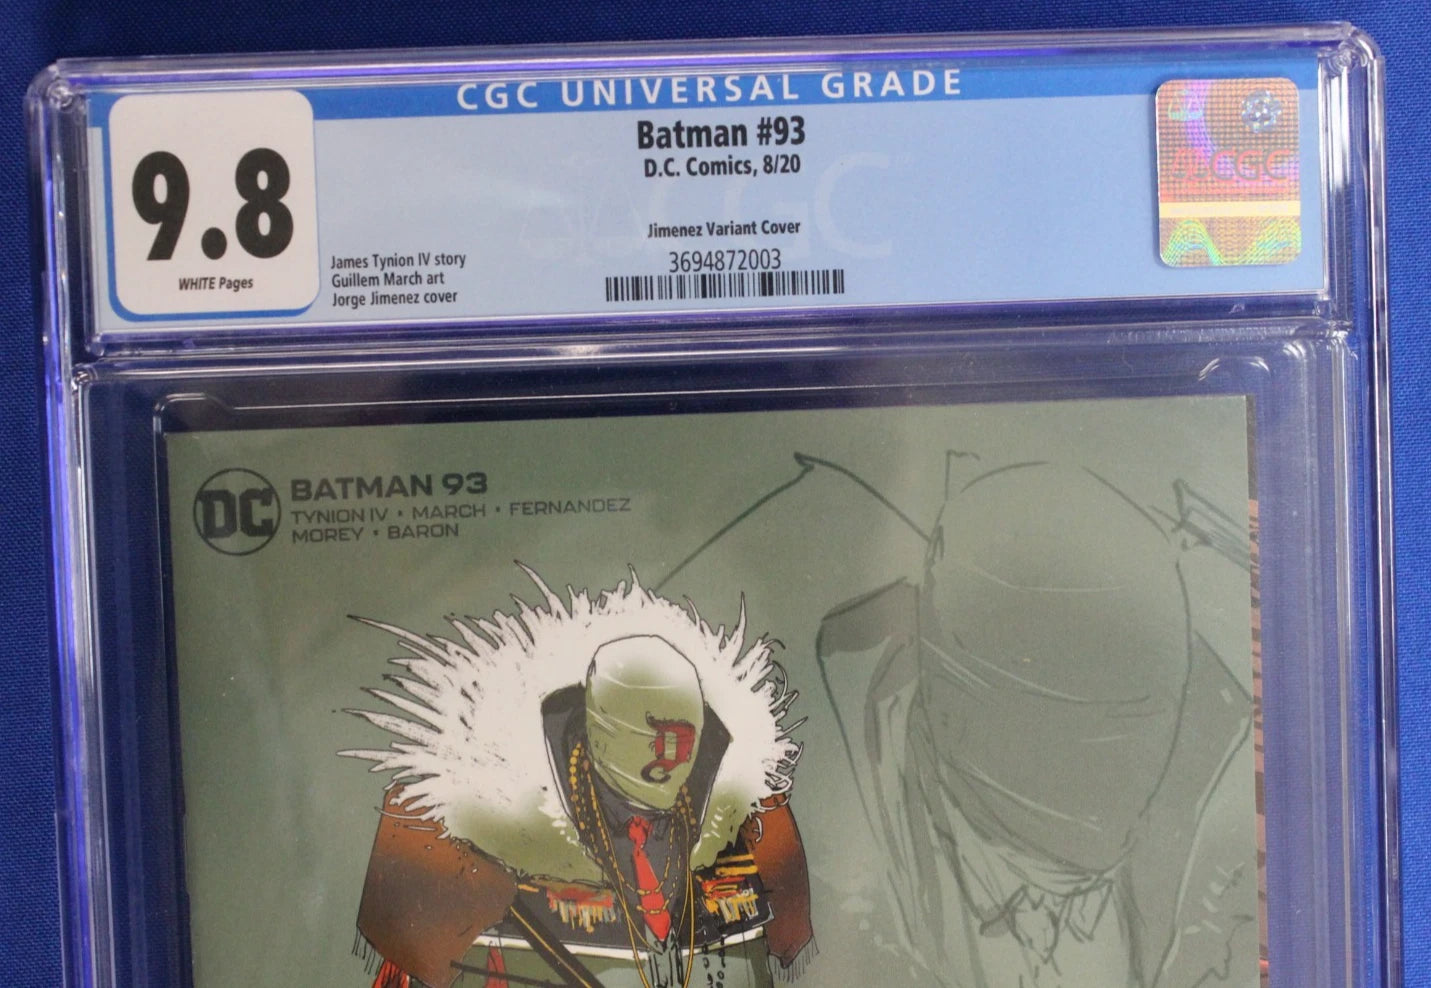 CGC UNIVERSAL GRADE
9.8
WHITE Pages
Batman #93
D.C. Comics, 8/20
Jimenez Variant Cover
James Tynion IV story
Guillem March art
Jorge Jimenez cover
3694872003
CGC
CGC
DC
BATMAN 93
TYNION IV • MARCH • FERNANDEZ
MOREY • BARON
D